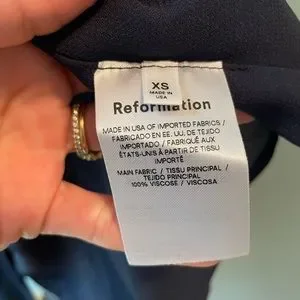 XS
MADE IN
USA
Reformation
MADE IN USA OF IMPORTED FABRICS /
FABRICADO EN EE. UU. DE TEJIDO
IMPORTADO / FABRIQUÉ AUX
ÉTATS-UNIS À PARTIR DE TISSU
IMPORTÉ
MAIN FABRIC / TISSU PRINCIPAL /
TEJIDO PRINCIPAL
100% VISCOSE / VISCOSA